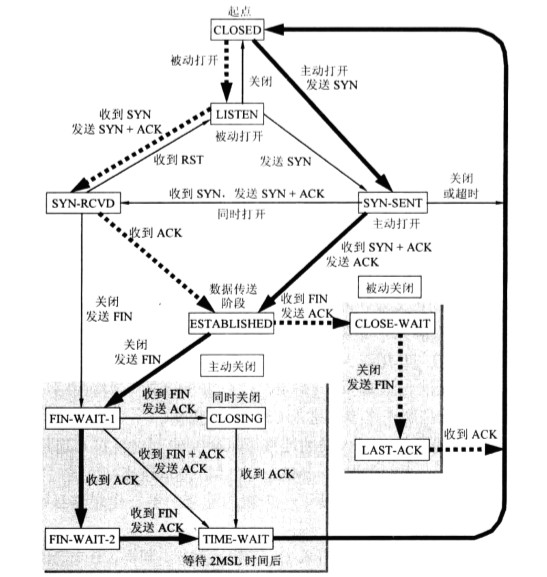 起点
CLOSED
被动打开
关闭
主动打开
发送 SYN
收到 SYN
发送 SYN + ACK
LISTEN
被动打开
收到 RST
发送 SYN
关闭
或超时
SYN-RCVD
收到 SYN，发送 SYN + ACK
同时打开
SYN-SENT
主动打开
收到 ACK
收到 SYN + ACK
发送 ACK
数据传送
阶段
ESTABLISHED
收到 FIN
发送 ACK
被动关闭
CLOSE-WAIT
关闭
发送 FIN
关闭
发送 FIN
主动关闭
关闭
发送 FIN
FIN-WAIT-1
收到 FIN
发送 ACK
同时关闭
CLOSING
LAST-ACK
收到 ACK
收到 FIN + ACK
发送 ACK
收到 ACK
收到 ACK
FIN-WAIT-2
收到 FIN
发送 ACK
TIME-WAIT
等待 2MSL 时间后